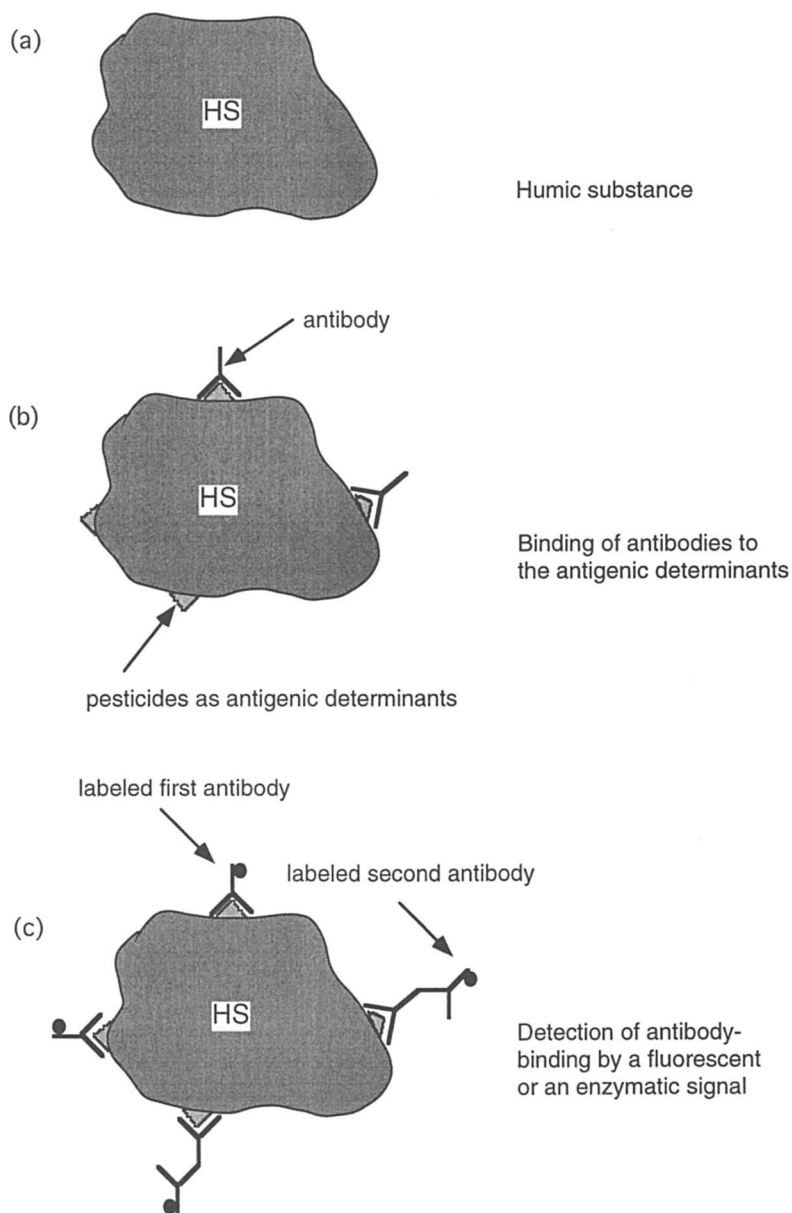 (a)
HS
Humic substance
antibody
(b)
HS
Binding of antibodies to
the antigenic determinants
pesticides as antigenic determinants
labeled first antibody
labeled second antibody
(c)
HS
Detection of antibody-
binding by a fluorescent
or an enzymatic signal